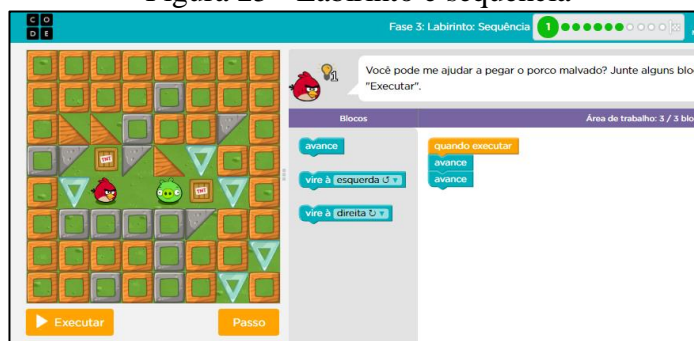 Figura 23 - Labirinto e sequência
C O
D E
Fase 3: Labirinto: Sequência
1
1
Você pode me ajudar a pegar o porco malvado? Junte alguns blo
"Executar".
Blocos
Área de trabalho: 3 / 3 blo
avance
vire à esquerda
vire à direita
quando executar
avance
avance
TNT
TNT
Executar
Passo